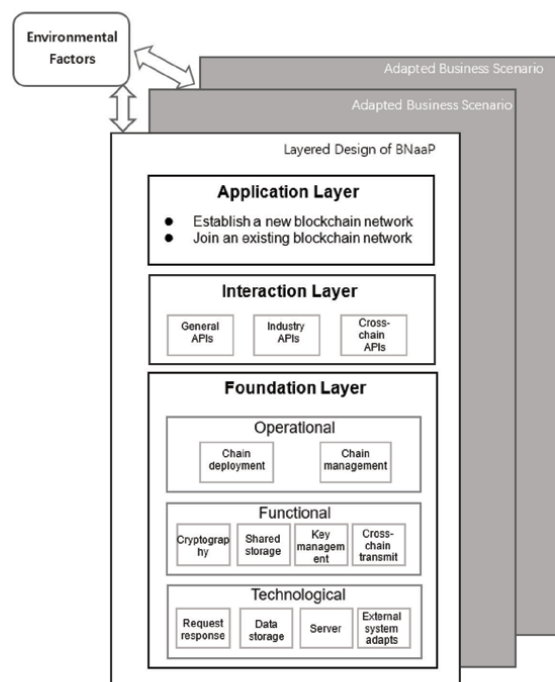 Environmental
Factors
Adapted Business Scenario
Adapted Business Scenario
Layered Design of BNaaP
Application Layer
● Establish a new blockchain network
● Join an existing blockchain network
Interaction Layer
General
APIs
Industry
APIs
Cross-
chain
APIs
Foundation Layer
Operational
Chain
deployment
Chain
management
Functional
Cryptograp
hy
Shared
storage
Key
managem
ent
Cross-
chain
transmit
Technological
Request
response
Data
storage
Server
External
system
adapts